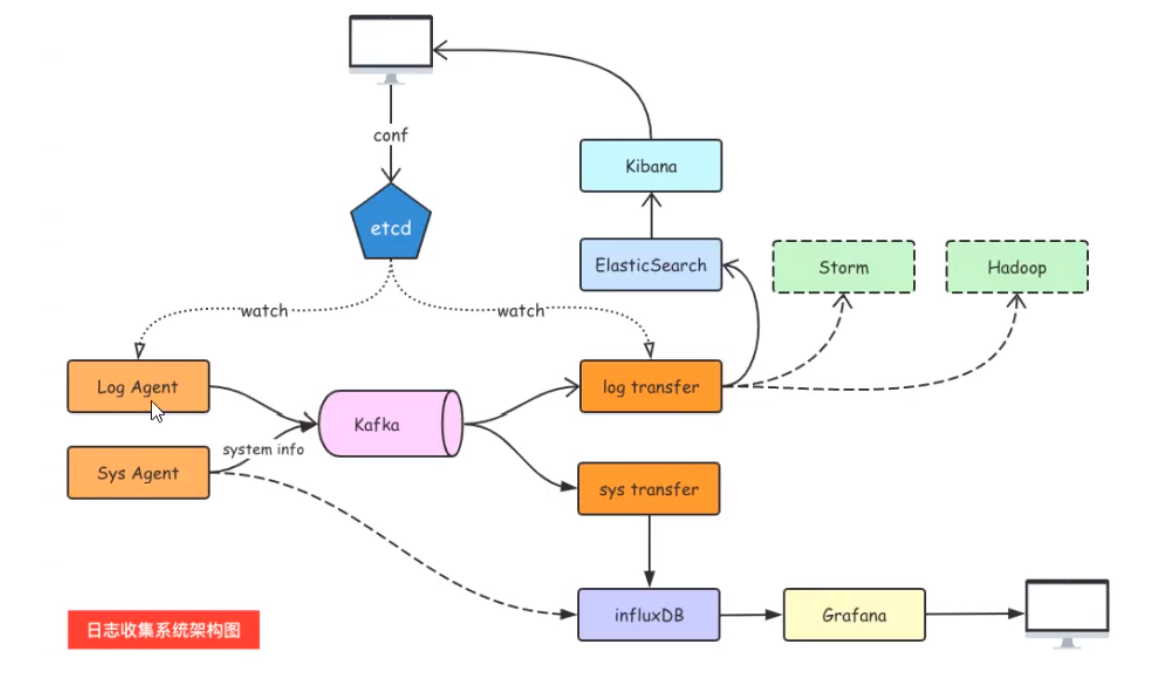 conf
Kibana
etcd
ElasticSearch
Storm
Hadoop
watch
watch
Log Agent
log transfer
Kafka
system info
Sys Agent
sys transfer
influxDB
Grafana
日志收集系统架构图